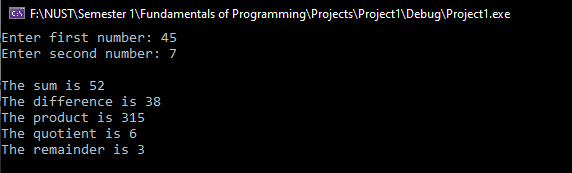 F:\NUST\Semester 1\Fundamentals of Programming\Projects\Project1\Debug\Project1.exe
Enter first number: 45
Enter second number: 7
The sum is 52
The difference is 38
The product is 315
The quotient is 6
The remainder is 3